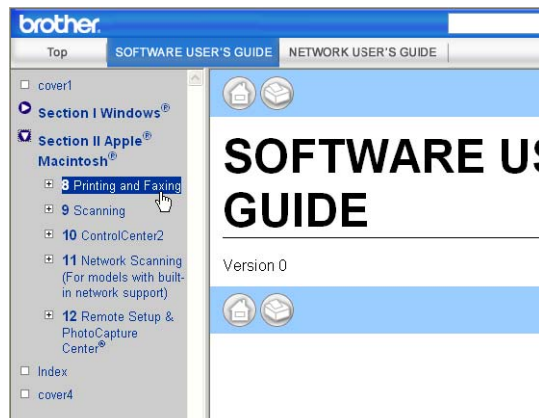 brother.
Top SOFTWARE USER'S GUIDE NETWORK USER'S GUIDE
cover1
Section I Windows®
Section II Apple®
Macintosh®
8 Printing and Faxing
9 Scanning
10 ControlCenter2
11 Network Scanning
(For models with built-
in network support)
12 Remote Setup &
PhotoCapture
Center®
Index
cover4
SOFTWARE US
GUIDE
Version 0